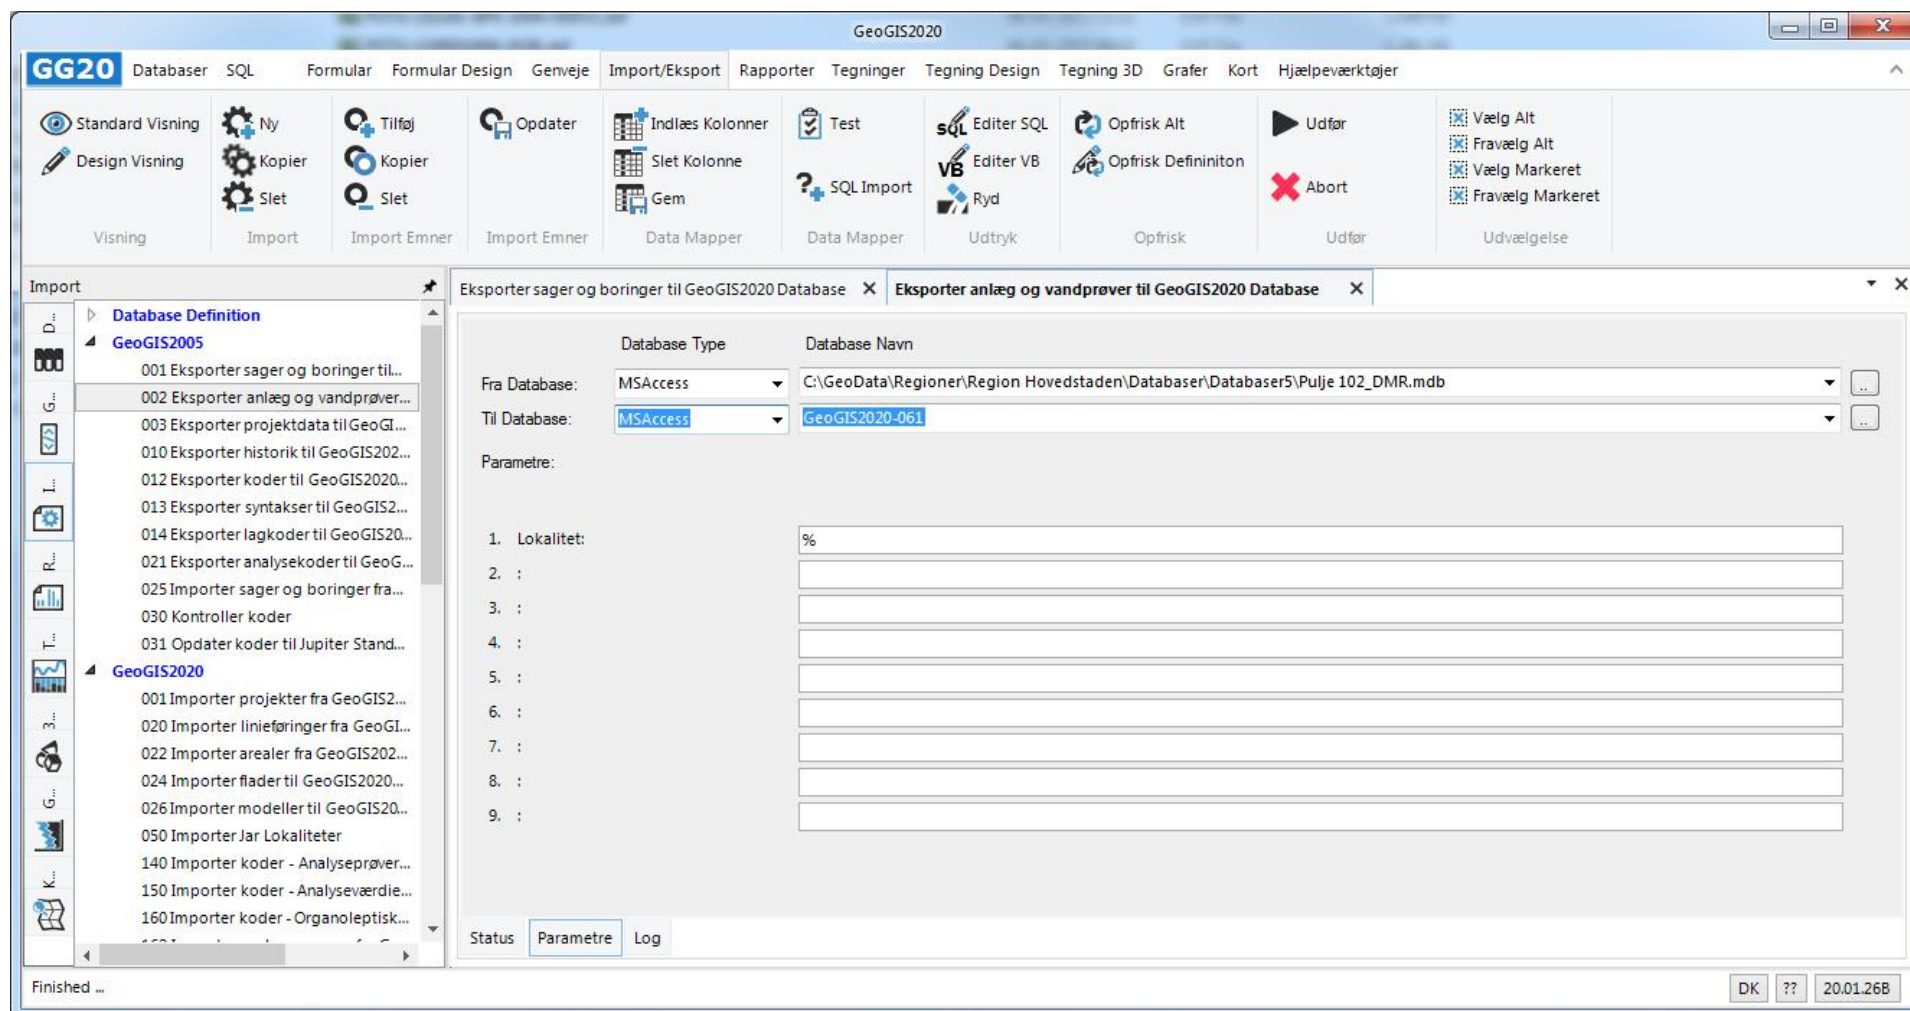 GeoGIS2020
GG20 Databaser SQL Formular Formular Design Genveje Import/Eksport Rapporter Tegninger Tegning Design Tegning 3D Grafer Kort Hjælpeværktøjer
Standard Visning
Design Visning
Visning
Ny
Kopier
Slet
Import
Tilføj
Kopier
Slet
Import Emner
Opdater
Import Emner
Indlæs Kolonner
Slet Kolonne
Gem
Data Mapper
Test
SQL Import
Data Mapper
SQL Editer SQL
VB Editer VB
Ryd
Udtryk
Opfrisk Alt
Opfrisk Defininiton
Opfrisk
Udfør
Abort
Udfør
Vælg Alt
Fravælg Alt
Vælg Markeret
Fravælg Markeret
Udvælgelse
Import
D...
G...
I...
R...
T...
3...
G...
K...
Database Definition
GeoGIS2005
001 Eksporter sager og boringer til...
002 Eksporter anlæg og vandprøver...
003 Eksporter projektdata til GeoGI...
010 Eksporter historik til GeoGIS202...
012 Eksporter koder til GeoGIS2020...
013 Eksporter syntakser til GeoGIS2...
014 Eksporter lagkoder til GeoGIS20...
021 Eksporter analysekoder til GeoG...
025 Importer sager og boringer fra...
030 Kontroller koder
031 Opdater koder til Jupiter Stand...
GeoGIS2020
001 Importer projekter fra GeoGIS2...
020 Importer linieføringer fra GeoGI...
022 Importer arealer fra GeoGIS202...
024 Importer flader til GeoGIS2020...
026 Importer modeller til GeoGIS20...
050 Importer Jar Lokaliteter
140 Importer koder - Analyseprøver...
150 Importer koder - Analyseværdie...
160 Importer koder - Organoleptisk...
Eksporter sager og boringer til GeoGIS2020 Database
Eksporter anlæg og vandprøver til GeoGIS2020 Database
Database Type Database Navn
Fra Database: MSAccess C:\GeoData\Regioner\Region Hovedstaden\Databaser\Databaser5\Pulje 102_DMR.mdb ..
Til Database: MSAccess GeoGIS2020-061 ..
Parametre:
1. Lokalitet: %
2. :
3. :
4. :
5. :
6. :
7. :
8. :
9. :
Status Parametre Log
Finished ... DK ?? 20.01.26B